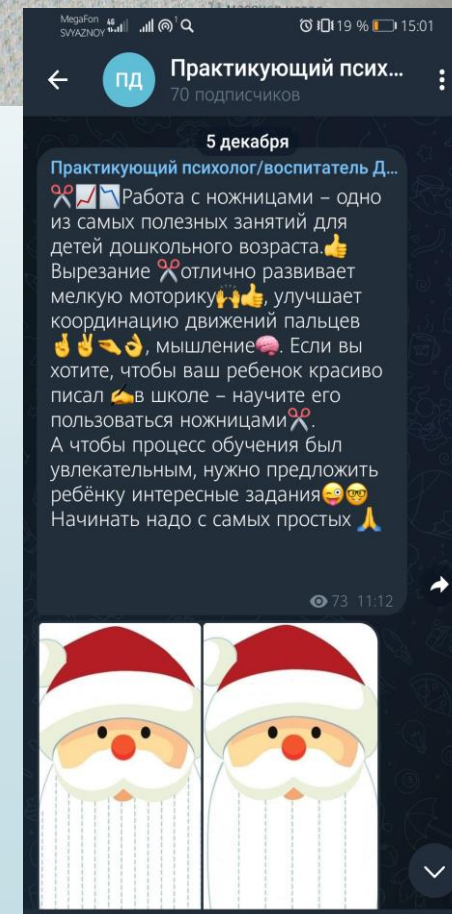 MegaFon
SVYAZNOY
4G
19 %
15:01
ПД
Практикующий псих...
70 подписчиков
5 декабря
Практикующий психолог/воспитатель Д...
✂️📈📉Работа с ножницами – одно
из самых полезных занятий для
детей дошкольного возраста.👍
Вырезание ✂️отлично развивает
мелкую моторику🙌👍, улучшает
координацию движений пальцев
🤞✌️🤏👌, мышление🧠. Если вы
хотите, чтобы ваш ребенок красиво
писал ✍️в школе – научите его
пользоваться ножницами✂️.
А чтобы процесс обучения был
увлекательным, нужно предложить
ребёнку интересные задания😜🤓
Начинать надо с самых простых 🙏
73 11:12